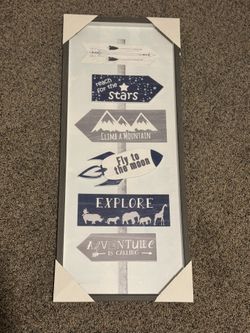 reach for the
stars
CLIMB A MOUNTAIN
Fly to
the moon
EXPLORE
ADVENTURE
IS CALLING